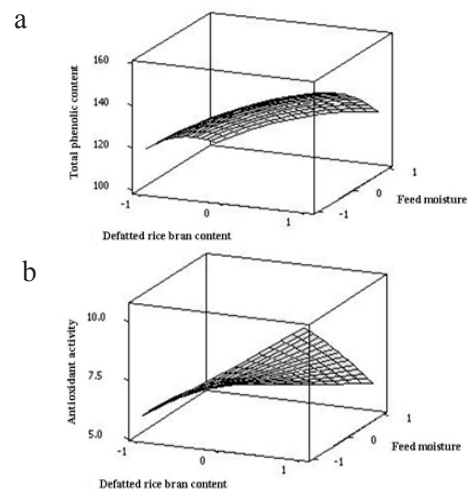 a
160
140
120
100
Total phenolic content
-1
0
1
Defatted rice bran content
-1
0
1
Feed moisture
b
10.0
7.5
5.0
Antioxidant activity
-1
0
1
Defatted rice bran content
-1
0
1
Feed moisture